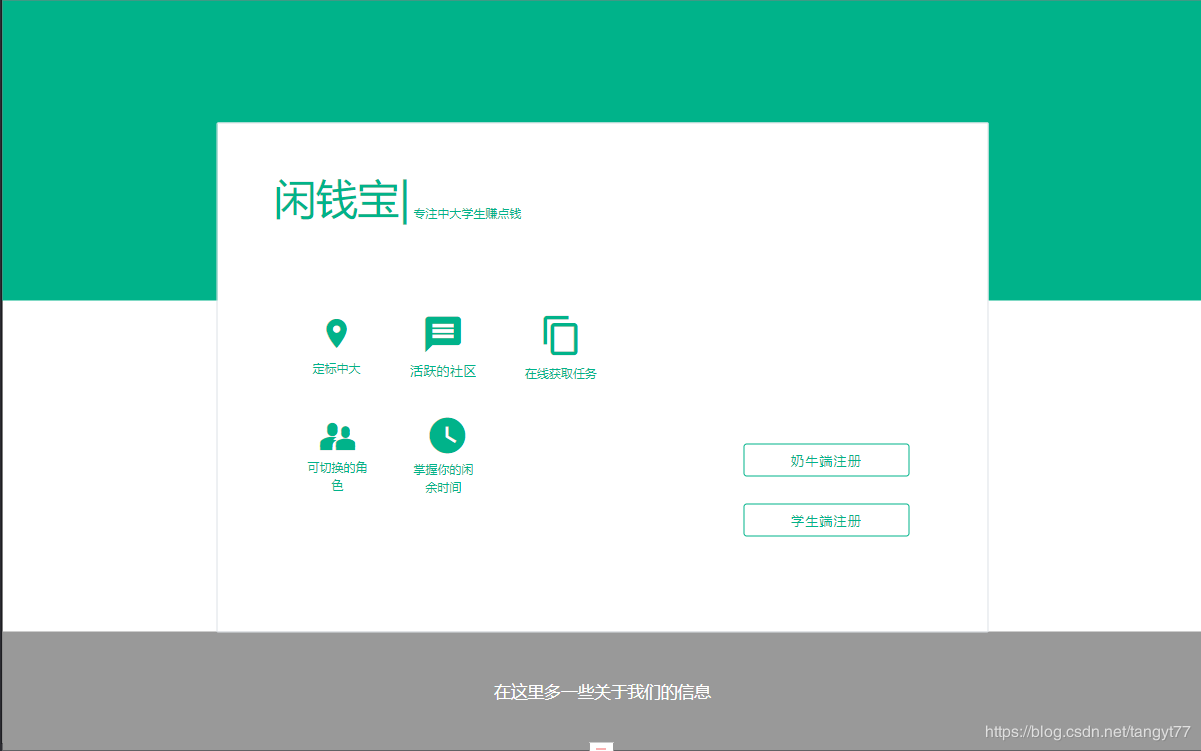 闲钱宝| 专注中大学生赚点钱
定标中大
活跃的社区
在线获取任务
可切换的角
色
掌握你的闲
余时间
奶牛端注册
学生端注册
在这里多一些关于我们的信息
https://blog.csdn.net/tangyt77